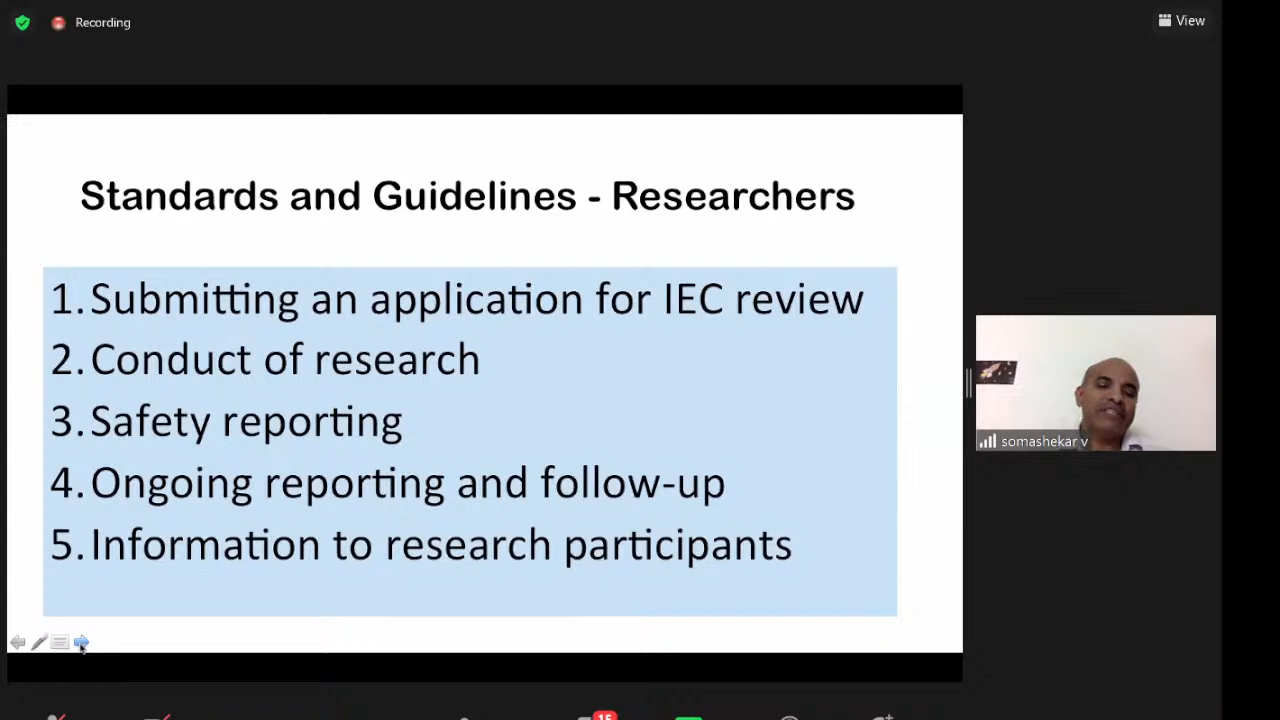 Recording
View
Standards and Guidelines - Researchers
1. Submitting an application for IEC review
2. Conduct of research
3. Safety reporting
4. Ongoing reporting and follow-up
5. Information to research participants
somashekar v
15